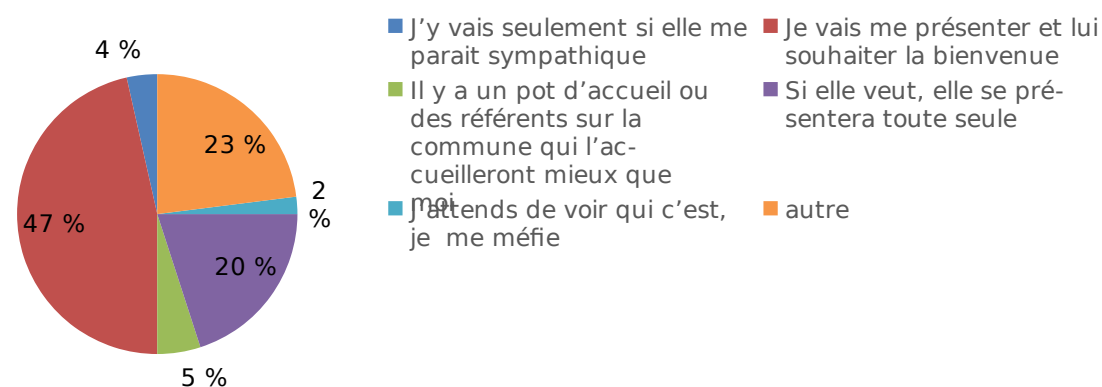 4 %
23 %
2
%
47 %
20 %
5 %
J’y vais seulement si elle me
parait sympathique
Je vais me présenter et lui
souhaiter la bienvenue
Il y a un pot d’accueil ou
des référents sur la
commune qui l’ac-
cueilleront mieux que
moi
Si elle veut, elle se pré-
sentera toute seule
J’attends de voir qui c’est,
je  me méfie
autre